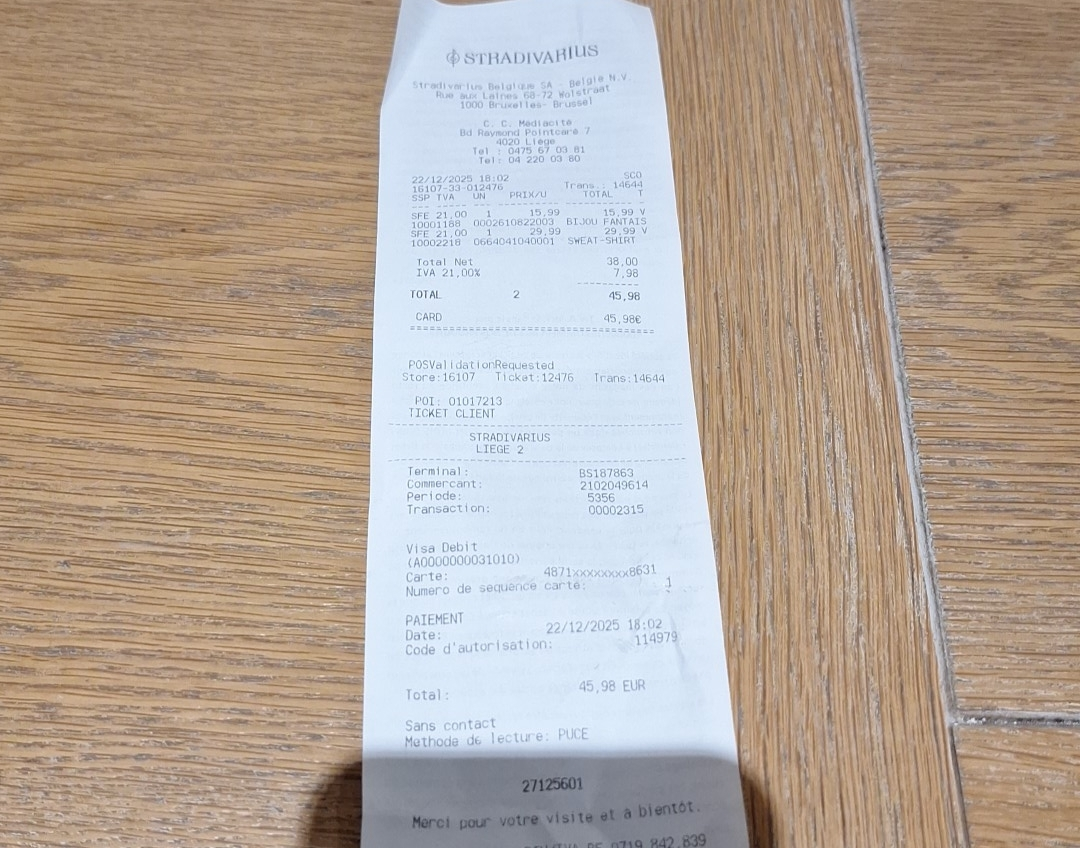 STRADIVARIUS
Stradivarius Belgique SA - België N.V.
Rue aux Laines 68-72 Wolstraat
1000 Bruxelles- Brussel
C. C. Mediacité
Bd Raymond Pointcaré 7
4020 Liège
Tel : 0475 67 03 81
Tel: 04 220 03 80
22/12/2025 18:02 SCO
16107-33-012476 Trans.: 14644
SSP TVA UN PRIX/U TOTAL T
SFE 21,00 1 15,99 15,99 V
10001188 0002610822003 BIJOU FANTAIS
SFE 21,00 1 29,99 29,99 V
10002218 0664041040001 SWEAT-SHIRT
Total Net 38,00
IVA 21,00% 7,98
TOTAL 2 45,98
CARD 45,98€
POSValidationRequested
Store:16107 Ticket:12476 Trans:14644
POI: 01017213
TICKET CLIENT
STRADIVARIUS
LIEGE 2
Terminal: BS187863
Commercant: 2102049614
Periode: 5356
Transaction: 00002315
Visa Debit
(A0000000031010)
Carte: 4871xxxxxxxx8631
Numero de sequence carte: 1
PAIEMENT
Date: 22/12/2025 18:02
Code d'autorisation: 114979
Total: 45,98 EUR
Sans contact
Methode de lecture: PUCE
27125601
Merci pour votre visite et à bientôt.
BE 0719.842.839